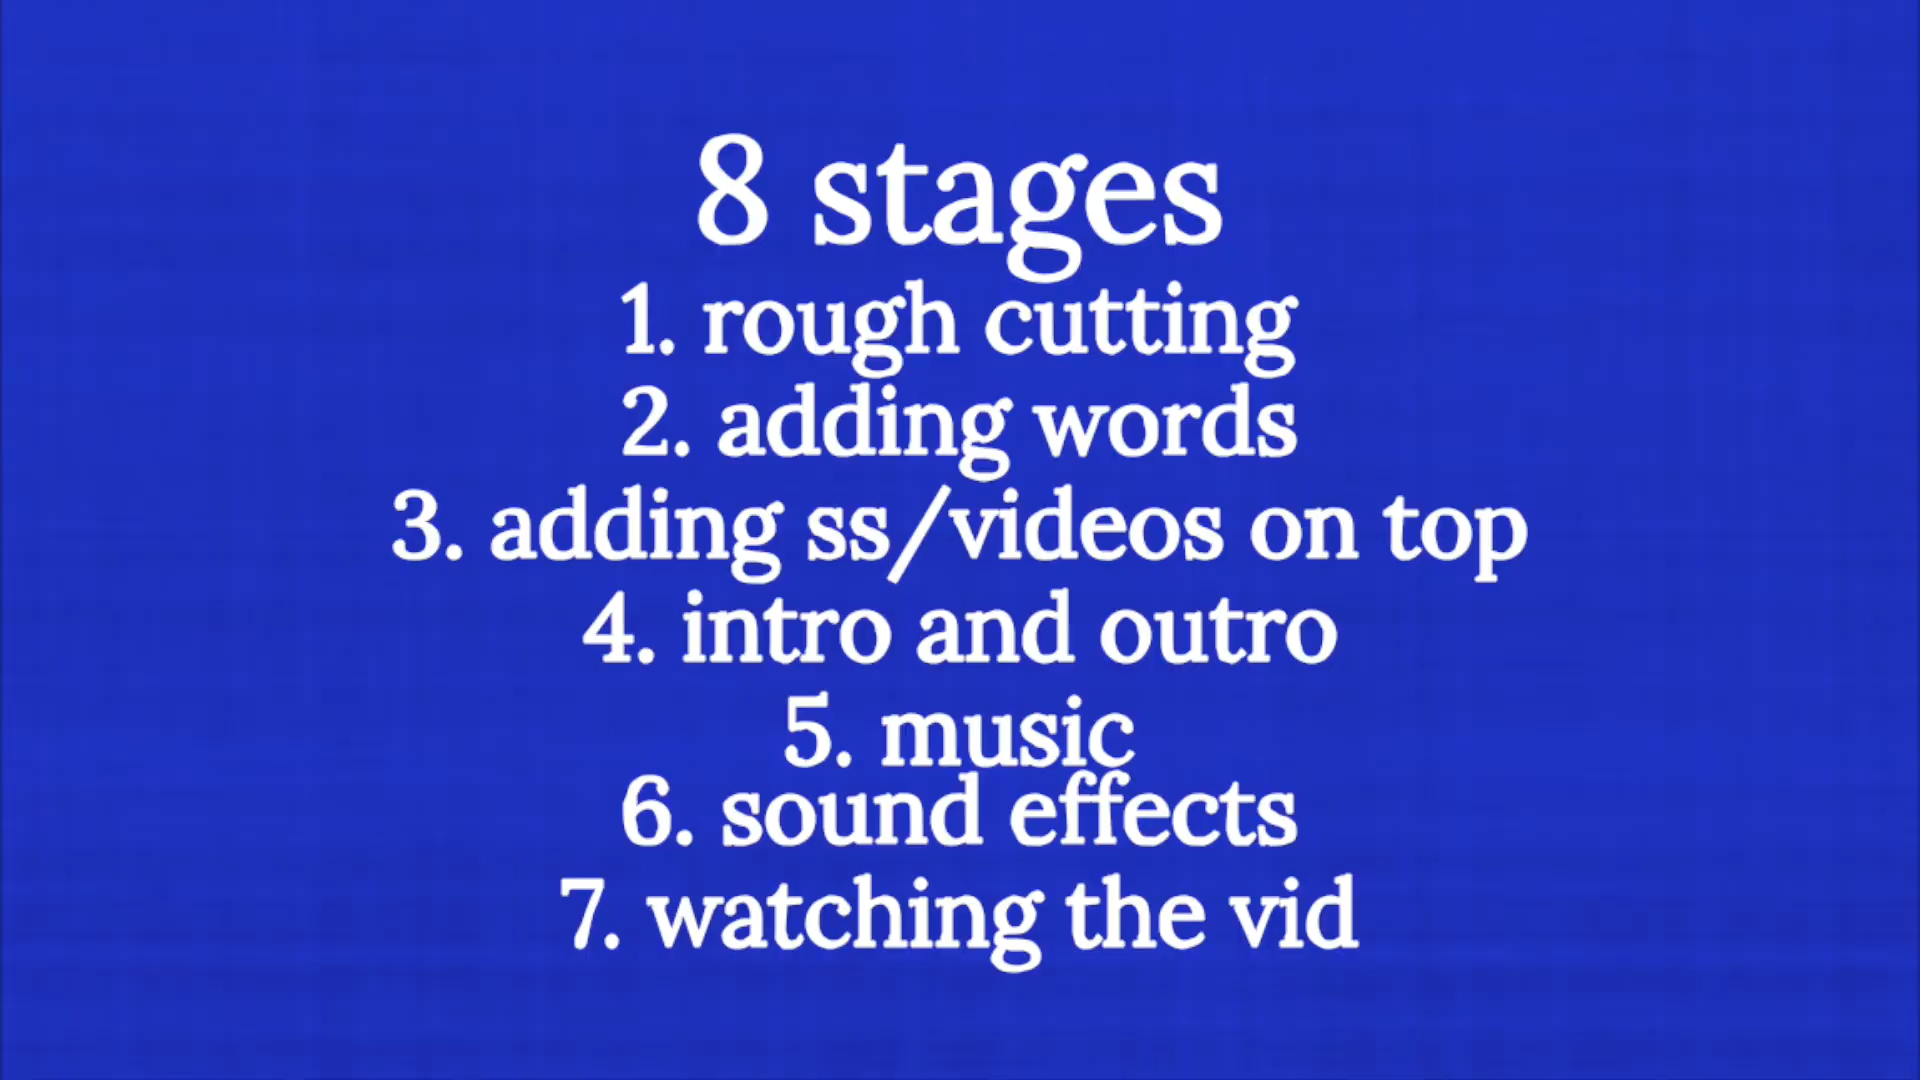 8 stages
1. rough cutting
2. adding words
3. adding ss/videos on top
4. intro and outro
5. music
6. sound effects
7. watching the vid